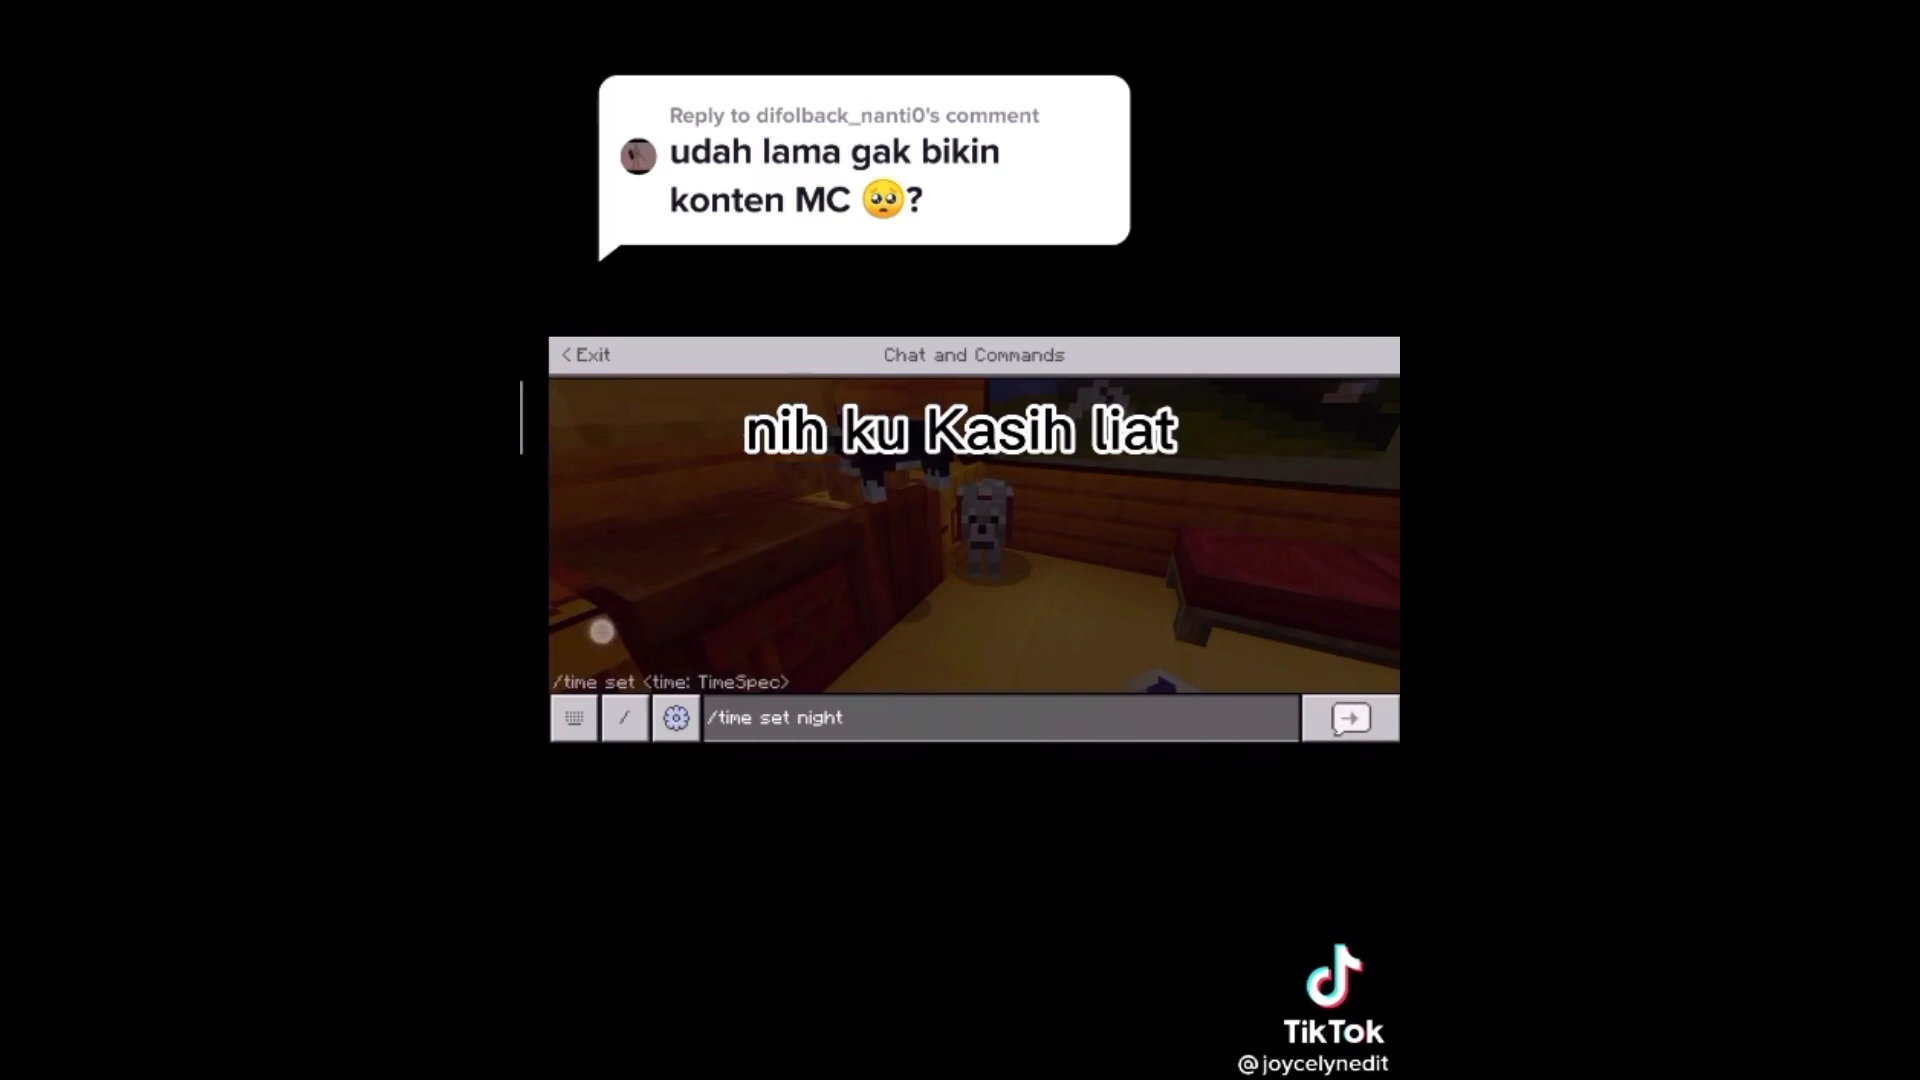 Reply to difolback_nanti0's comment
udah lama gak bikin
konten MC 🥺?
< Exit
Chat and Commands
nih ku Kasih liat
/time set <time: TimeSpec>
/
/time set night
TikTok
@joycelynedit